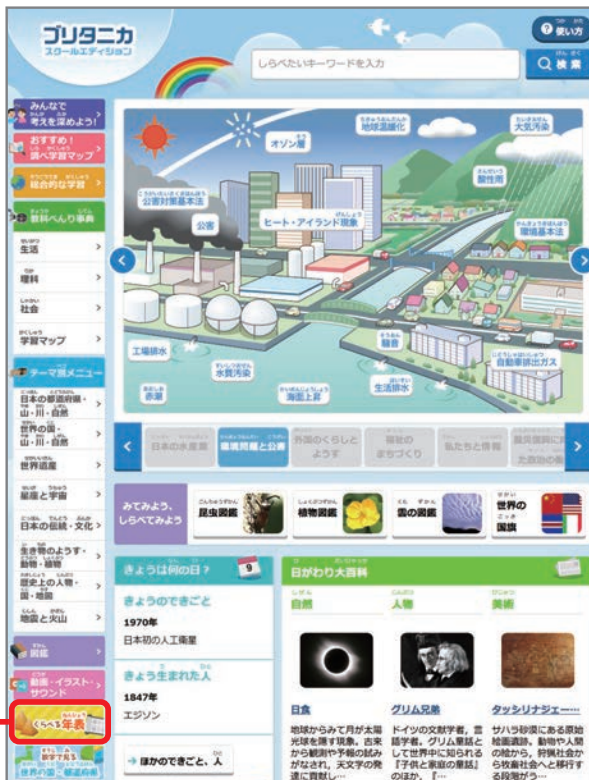 ブリタニカ
スクールエディション
使い方
しらべたいキーワードを入力
検索
みんなで
考えを深めよう!
おすすめ!
調べ学習マップ
総合的な学習
教科べんり事典
生活
理科
社会
学習マップ
テーマ別メニュー
日本の都道府県・
山・川・自然
世界の国・
山・川・自然
世界遺産
星座と宇宙
日本の伝統・文化
生き物のようす・
動物・植物
歴史上の人物・
国・地図
地震と火山
図鑑
動画・イラスト・
サウンド
くらべる年表
数字で見る
世界の国・都道府県
オゾン層
地球温暖化
大気汚染
酸性雨
公害対策基本法
公害
ヒート・アイランド現象
環境基本法
騒音
工場排水
水質汚染
赤潮
海面上昇
生活排水
自動車排出ガス
日本の水産業
環境問題と公害
外国のくらしと
ようす
福祉の
まちづくり
私たちと情報
みてみよう、
しらべてみよう
昆虫図鑑
植物図鑑
雲の図鑑
世界の
国旗
きょうは何の日?
9
きょうのできごと
1970年
日本初の人工衛星
きょう生まれた人
1847年
エジソン
ほかのできごと、人
日がわり大百科
自然
人物
美術
日食
グリム兄弟
タッシリナジェー…
地球からみて月が太陽
光球を隠す現象。古来
から観測や予報の試み
がなされ、天文学の発
達に貢献し…
ドイツの文献学者,言
語学者。グリム童話と
して世界中に知られる
『子供と家庭の童話』
のほか,『…
サハラ砂漠にある原始
絵画遺跡。動物や人間
の絵から、狩猟社会か
ら牧畜社会へと移行す
る段階がう…